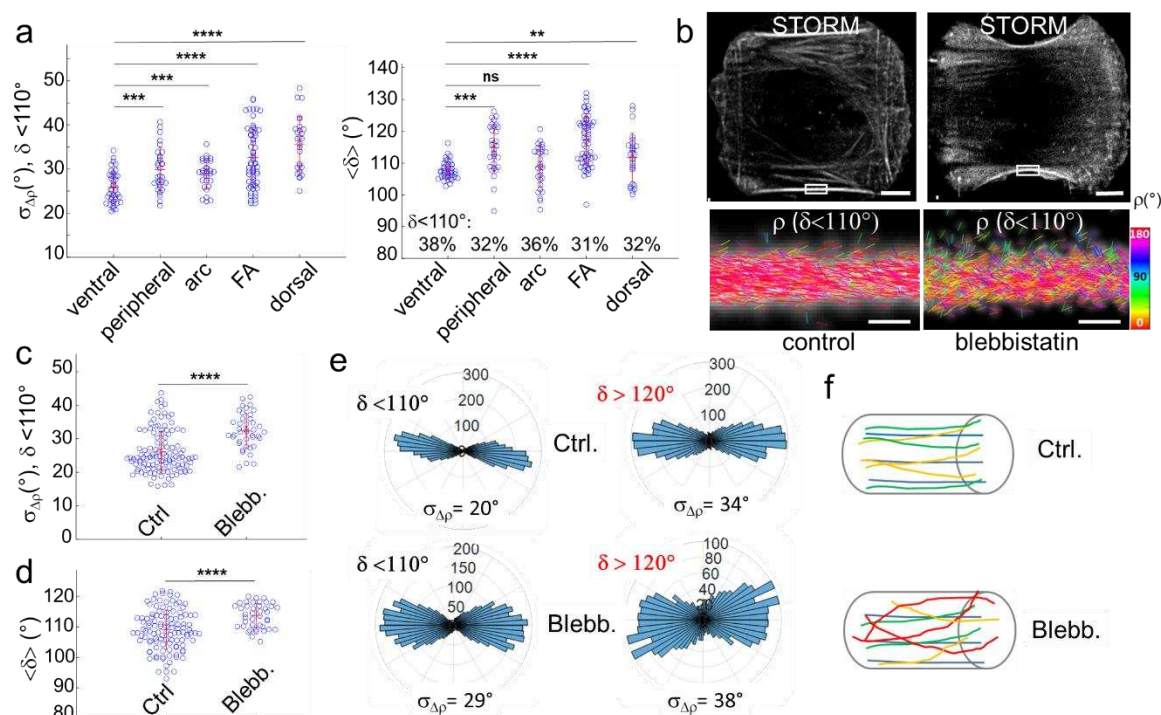 a
****
****
***
***
σΔρ(°), δ <110°
50
40
30
20
10
ventral
peripheral
arc
FA
dorsal
**
****
ns
***
<δ> (°)
140
130
120
110
100
90
80
δ<110°:
38% 32% 36% 31% 32%
ventral
peripheral
arc
FA
dorsal
b
STORM
STORM
ρ(°)
ρ (δ<110°)
ρ (δ<110°)
180
90
0
control
blebbistatin
c
****
σΔρ(°), δ <110°
50
40
30
20
10
0
Ctrl
Blebb.
d
****
<δ> (°)
120
110
100
90
80
Ctrl
Blebb.
e
δ <110°
300
200
100
0
Ctrl.
σΔρ= 20°
δ > 120°
300
200
100
σΔρ= 34°
δ <110°
200
150
100
50
Blebb.
σΔρ= 29°
δ > 120°
100
80
60
40
20
σΔρ= 38°
f
Ctrl.
Blebb.